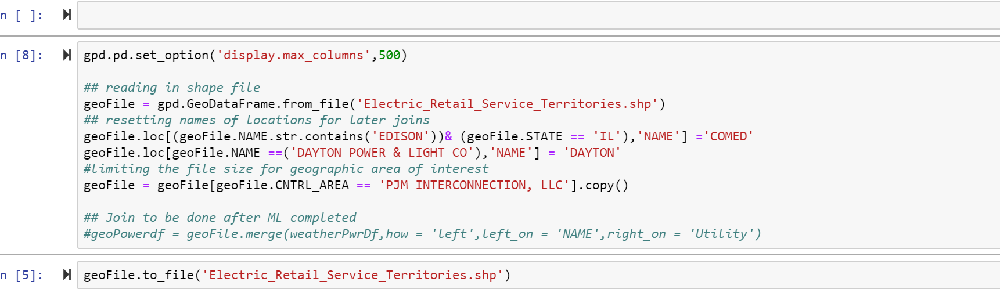 n [ ]:
n [8]:
gpd.pd.set_option('display.max_columns',500)
## reading in shape file
geoFile = gpd.GeoDataFrame.from_file('Electric_Retail_Service_Territories.shp')
## resetting names of locations for later joins
geoFile.loc[(geoFile.NAME.str.contains('EDISON'))& (geoFile.STATE == 'IL'),'NAME'] ='COMED'
geoFile.loc[geoFile.NAME ==('DAYTON POWER & LIGHT CO'),'NAME'] = 'DAYTON'
#limiting the file size for geographic area of interest
geoFile = geoFile[geoFile.CNTRL_AREA == 'PJM INTERCONNECTION, LLC'].copy()
## Join to be done after ML completed
#geoPowerdf = geoFile.merge(weatherPwrDf,how = 'left',left_on = 'NAME',right_on = 'Utility')
n [5]:
geoFile.to_file('Electric_Retail_Service_Territories.shp')